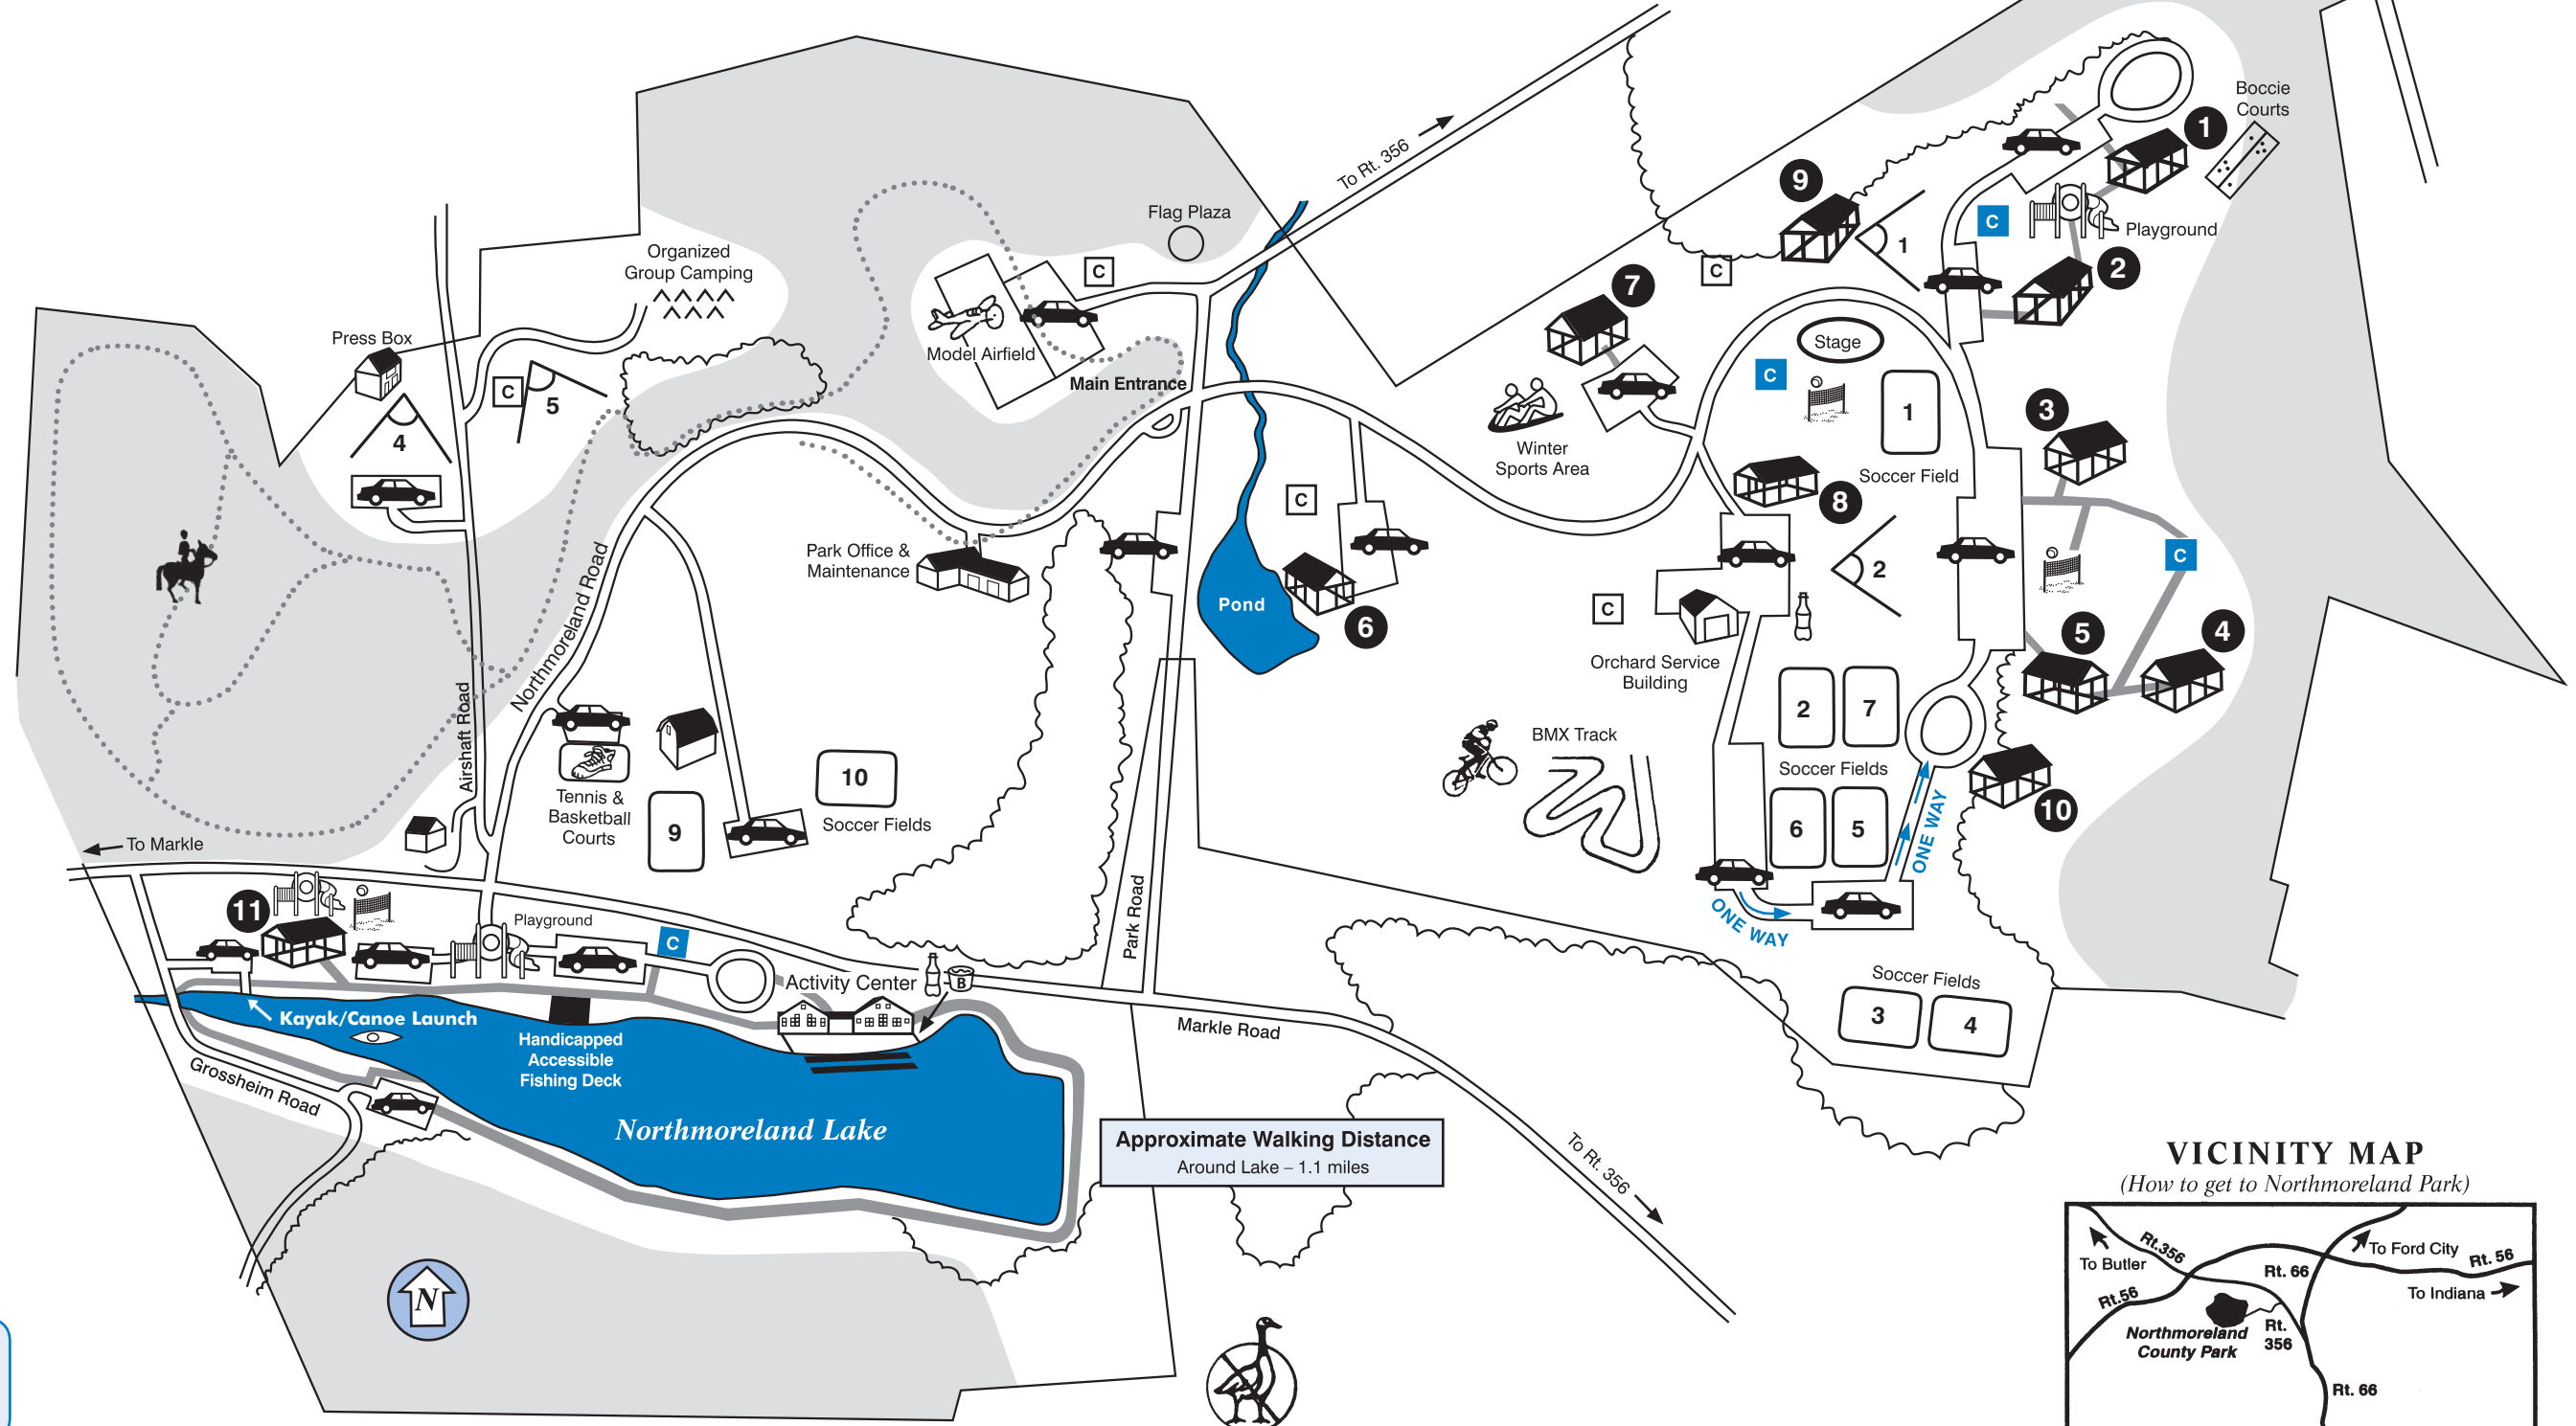 To Rt. 356
Boccie
Courts
1
9
C
Playground
1
Flag Plaza
Organized
Group Camping
C
C
2
7
Press Box
Model Airfield
Stage
Main Entrance
C
C
5
4
1
3
Winter
Sports Area
Soccer Field
8
C
Park Office &
Maintenance
Northmoreland Road
2
C
Pond
6
C
5
4
Orchard Service
Building
Airshaft Road
2
7
BMX Track
10
Soccer Fields
Tennis &
Basketball
Courts
9
Soccer Fields
6
5
ONE WAY
10
To Markle
11
Playground
C
Park Road
ONE WAY
Activity Center
B
Soccer Fields
3
4
Kayak/Canoe Launch
Markle Road
Handicapped
Accessible
Fishing Deck
Grossheim Road
Northmoreland Lake
Approximate Walking Distance
Around Lake – 1.1 miles
To Rt. 356
N
VICINITY MAP
(How to get to Northmoreland Park)
Rt.356
To Butler
To Ford City
Rt. 56
Rt. 66
To Indiana
Rt.56
Northmoreland
County Park
Rt.
356
Rt. 66